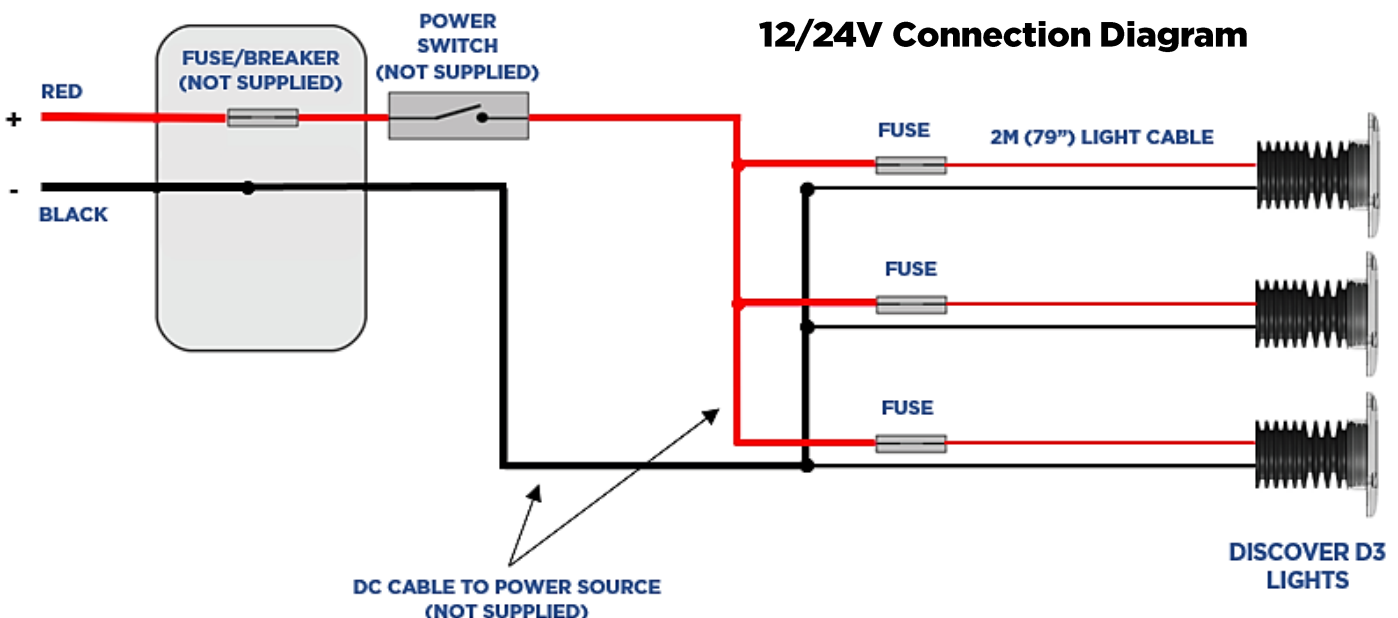 12/24V Connection Diagram
POWER
SWITCH
(NOT SUPPLIED)
FUSE/BREAKER
(NOT SUPPLIED)
RED
+
-
BLACK
FUSE
2M (79”) LIGHT CABLE
FUSE
FUSE
DISCOVER D3
LIGHTS
DC CABLE TO POWER SOURCE
(NOT SUPPLIED)